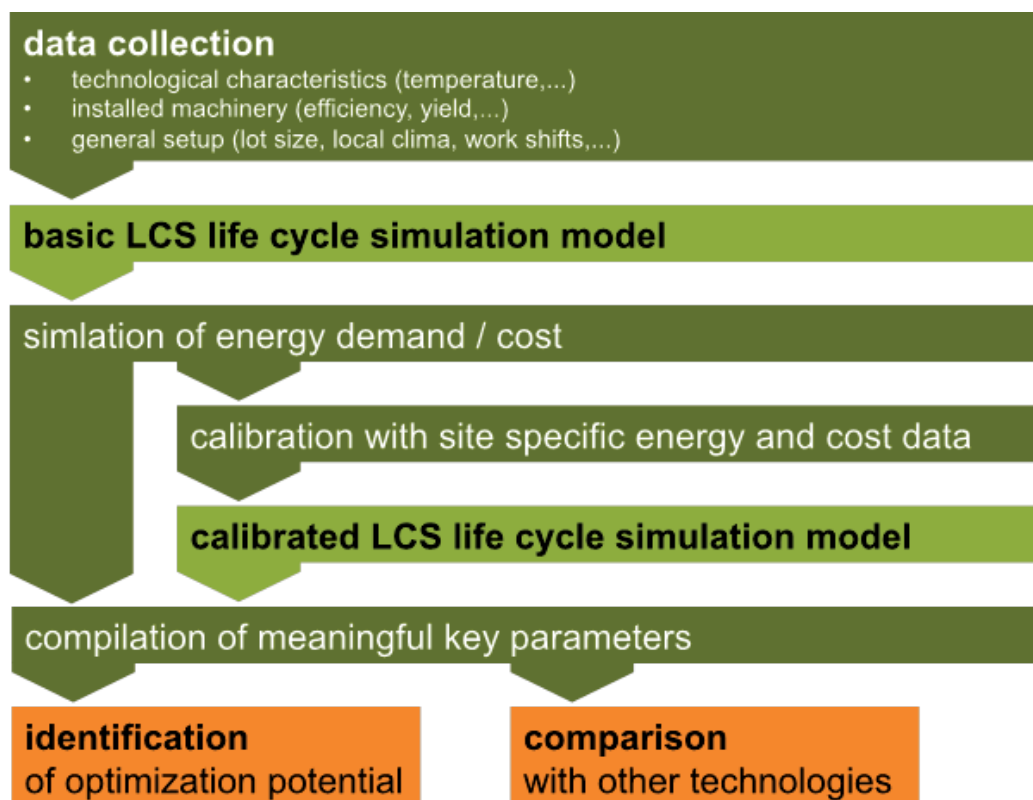 data collection
• technological characteristics (temperature,...)
• installed machinery (efficiency, yield,...)
• general setup (lot size, local clima, work shifts,...)
basic LCS life cycle simulation model
simlation of energy demand / cost
calibration with site specific energy and cost data
calibrated LCS life cycle simulation model
compilation of meaningful key parameters
identification
of optimization potential
comparison
with other technologies